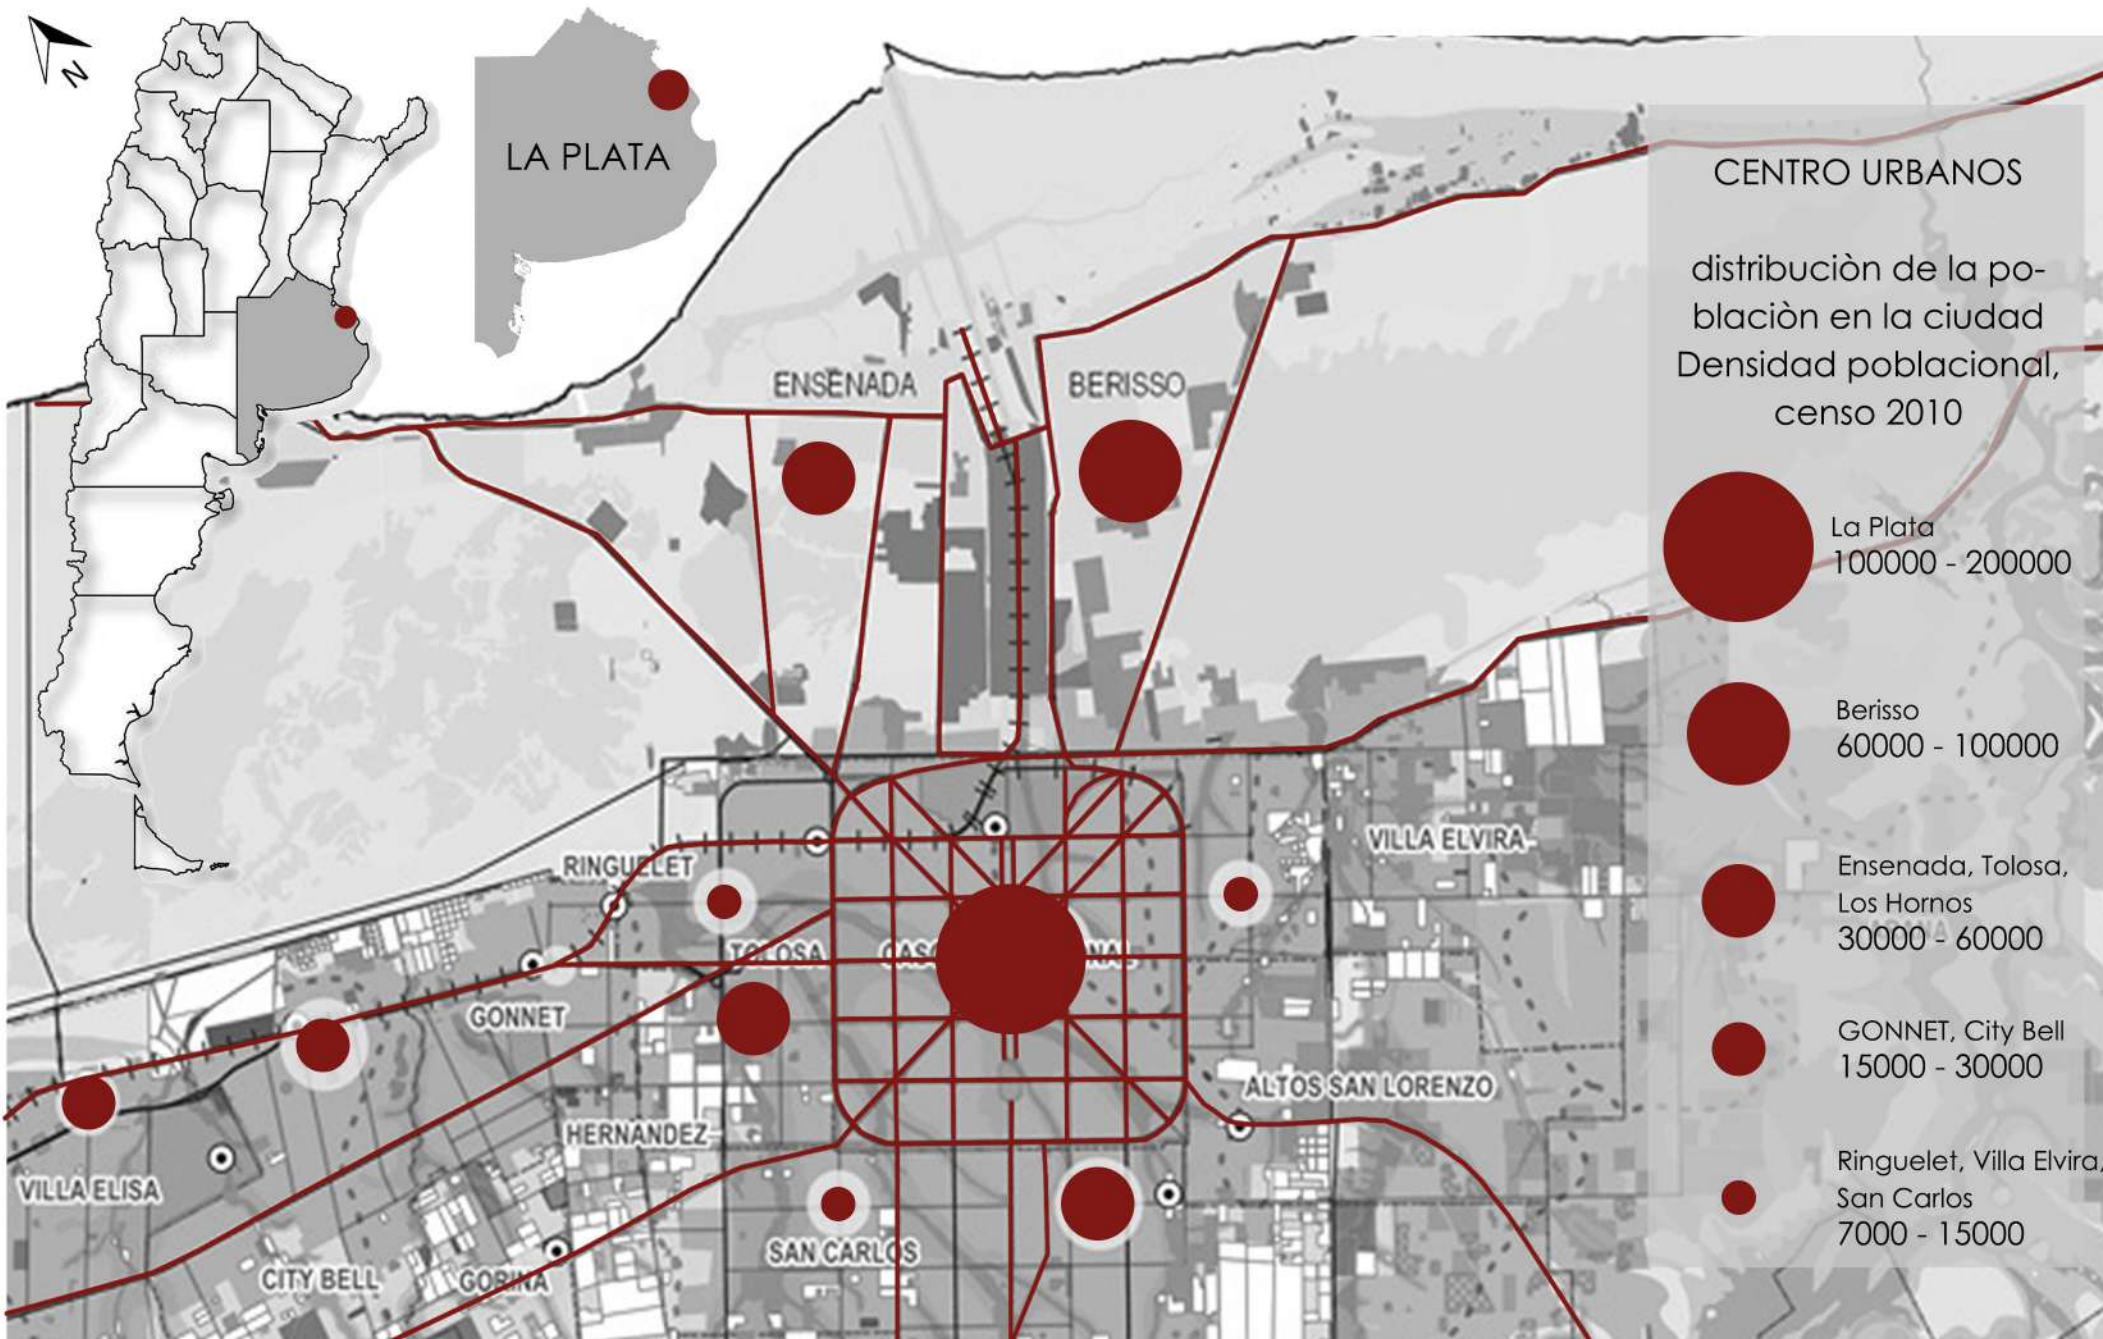 N
LA PLATA
CENTRO URBANOS
distribuciòn de la po-
blaciòn en la ciudad
Densidad poblacional,
censo 2010
La Plata
100000 - 200000
Berisso
60000 - 100000
Ensenada, Tolosa,
Los Hornos
30000 - 60000
GONNET, City Bell
15000 - 30000
Ringuelet, Villa Elvira,
San Carlos
7000 - 15000
ENSENADA
BERISSO
VILLA ELVIRA
RINGUELET
TOLOSA
GONNET
ALTOS SAN LORENZO
HERNANDEZ
VILLA ELISA
SAN CARLOS
CITY BELL
GORINA